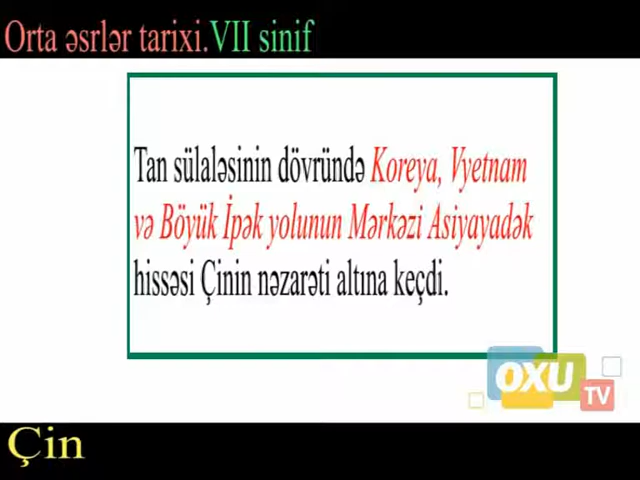 Orta əsrlər tarixi.VII sinif
Tan sülaləsinin dövründə Koreya, Vyetnam
və Böyük İpək yolunun Mərkəzi Asiyayadək
hissəsi Çinin nəzarəti altına keçdi.
OXU
TV
Çin